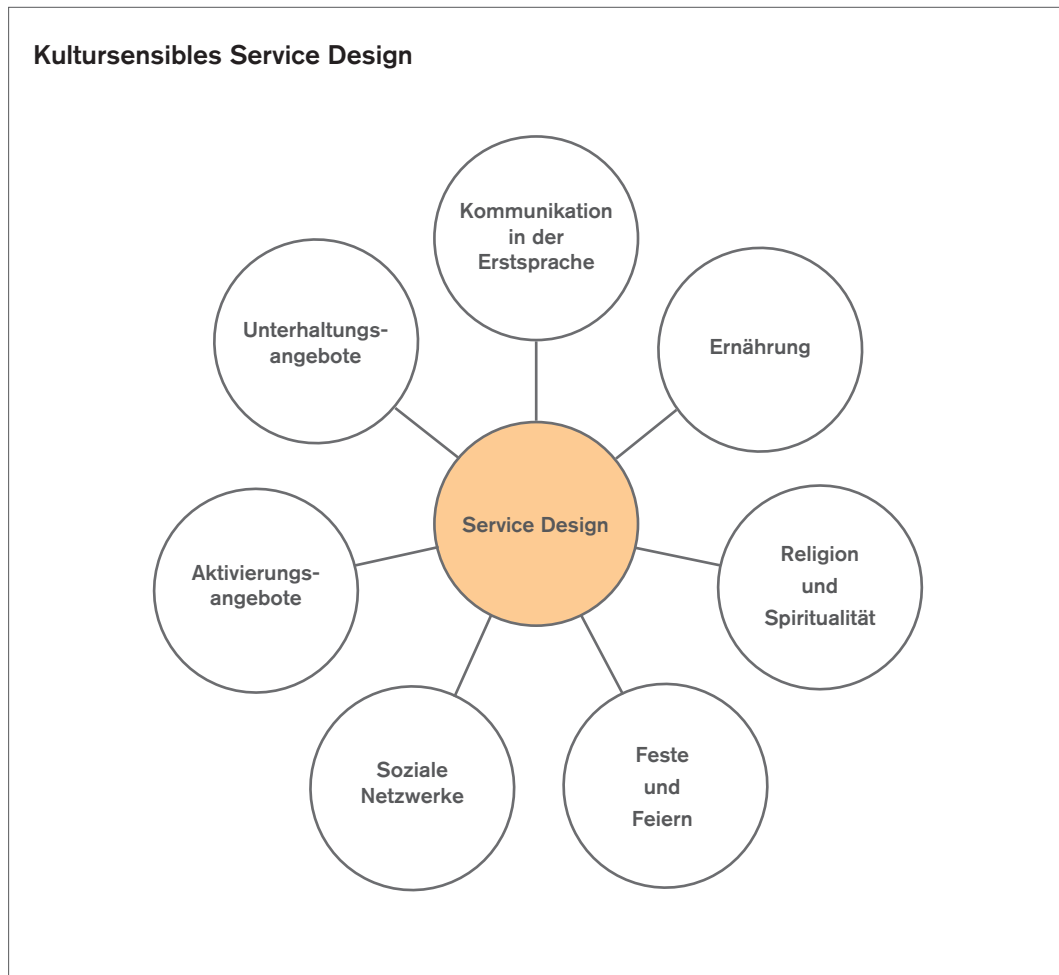 Kultursensibles Service Design
Kommunikation
in der
Erstsprache
Ernährung
Religion
und
Spiritualität
Feste
und
Feiern
Soziale
Netzwerke
Aktivierungs-
angebote
Unterhaltungs-
angebote
Service Design